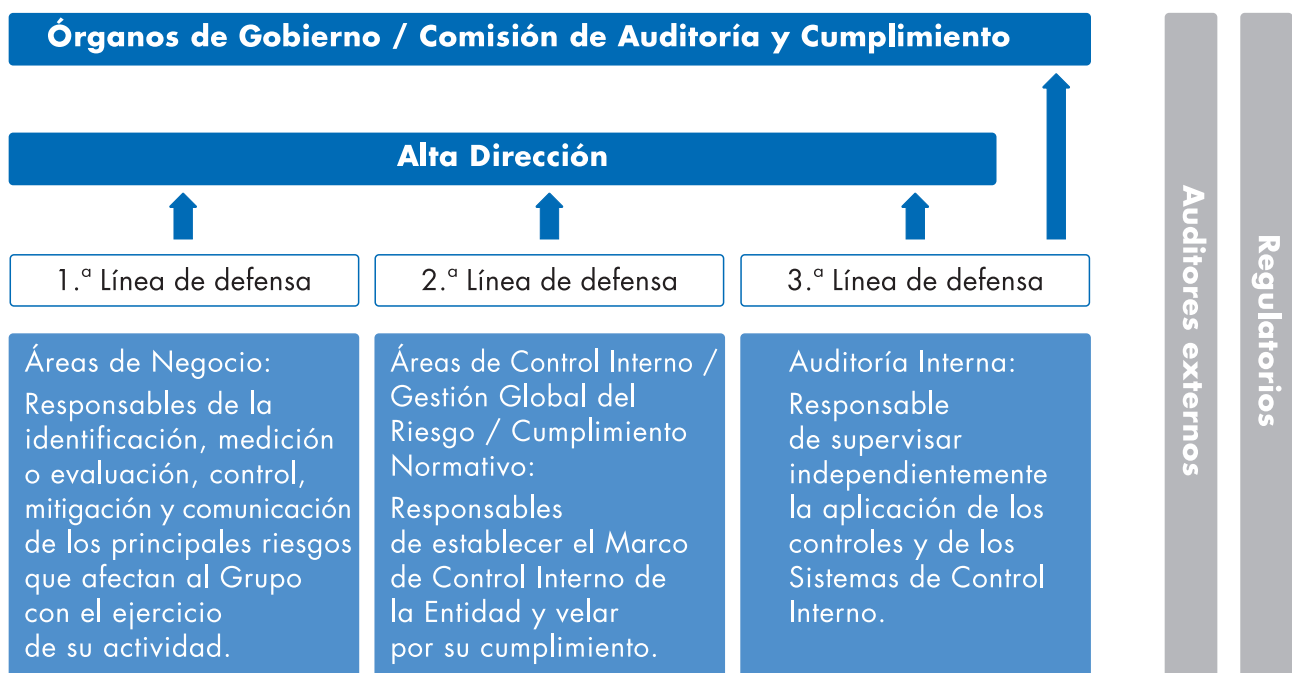 Órganos de Gobierno / Comisión de Auditoría y Cumplimiento
Alta Dirección
1.ª Línea de defensa
Áreas de Negocio:
Responsables de la
identificación, medición
o evaluación, control,
mitigación y comunicación
de los principales riesgos
que afectan al Grupo
con el ejercicio
de su actividad.
2.ª Línea de defensa
Áreas de Control Interno /
Gestión Global del
Riesgo / Cumplimiento
Normativo:
Responsables
de establecer el Marco
de Control Interno de
la Entidad y velar
por su cumplimiento.
3.ª Línea de defensa
Auditoría Interna:
Responsable
de supervisar
independientemente
la aplicación de los
controles y de los
Sistemas de Control
Interno.
Auditores externos
Regulatorios